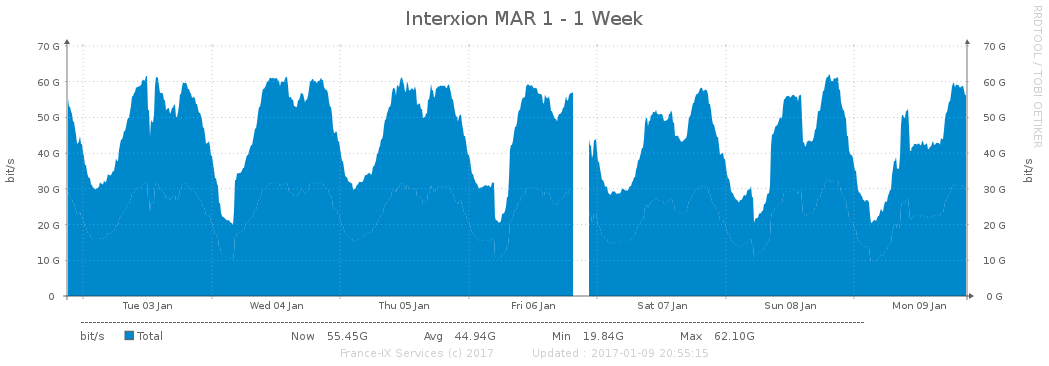 Interxion MAR 1 - 1 Week
RRDTOOL / TOBI OETIKER
bit/s
bit/s
70 G 70 G
60 G 60 G
50 G 50 G
40 G 40 G
30 G 30 G
20 G 20 G
10 G 10 G
0 0 G
Tue 03 Jan Wed 04 Jan Thu 05 Jan Fri 06 Jan Sat 07 Jan Sun 08 Jan Mon 09 Jan
bit/s Total Now 55.45G Avg 44.94G Min 19.84G Max 62.10G
France-IX Services (c) 2017 Updated : 2017-01-09 20:55:15